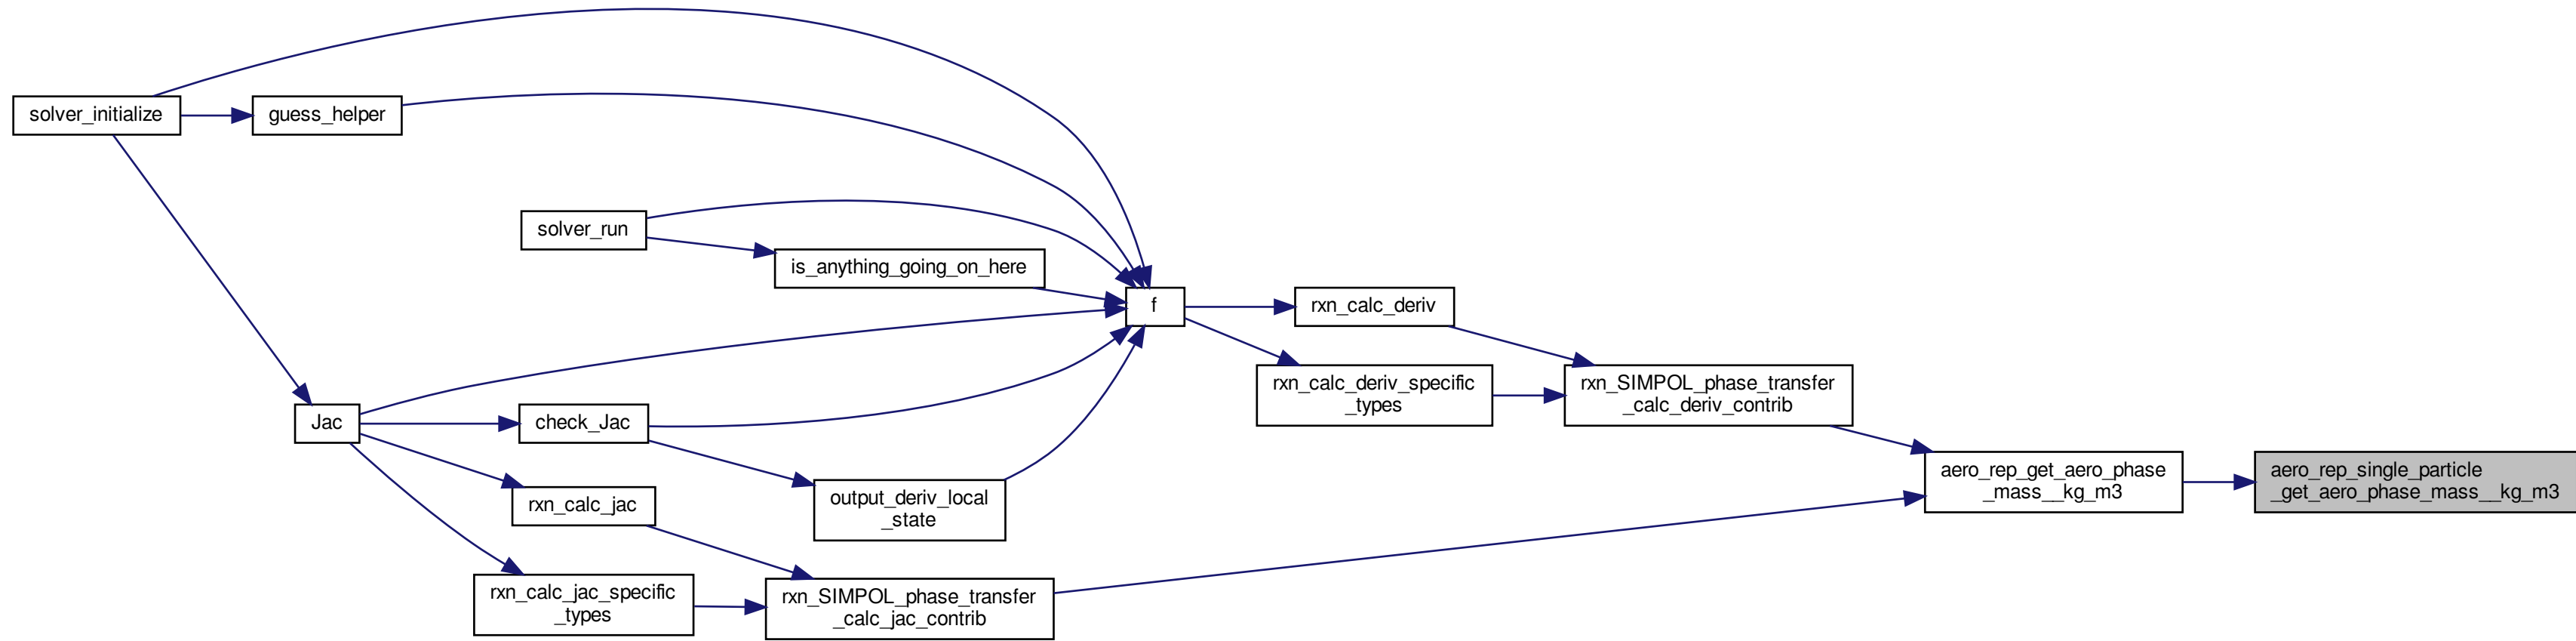 solver_initialize
guess_helper
solver_run
is_anything_going_on_here
f
rxn_calc_deriv
rxn_calc_deriv_specific
_types
rxn_SIMPOL_phase_transfer
_calc_deriv_contrib
Jac
check_Jac
aero_rep_get_aero_phase
_mass__kg_m3
aero_rep_single_particle
_get_aero_phase_mass__kg_m3
rxn_calc_jac
output_deriv_local
_state
rxn_calc_jac_specific
_types
rxn_SIMPOL_phase_transfer
_calc_jac_contrib